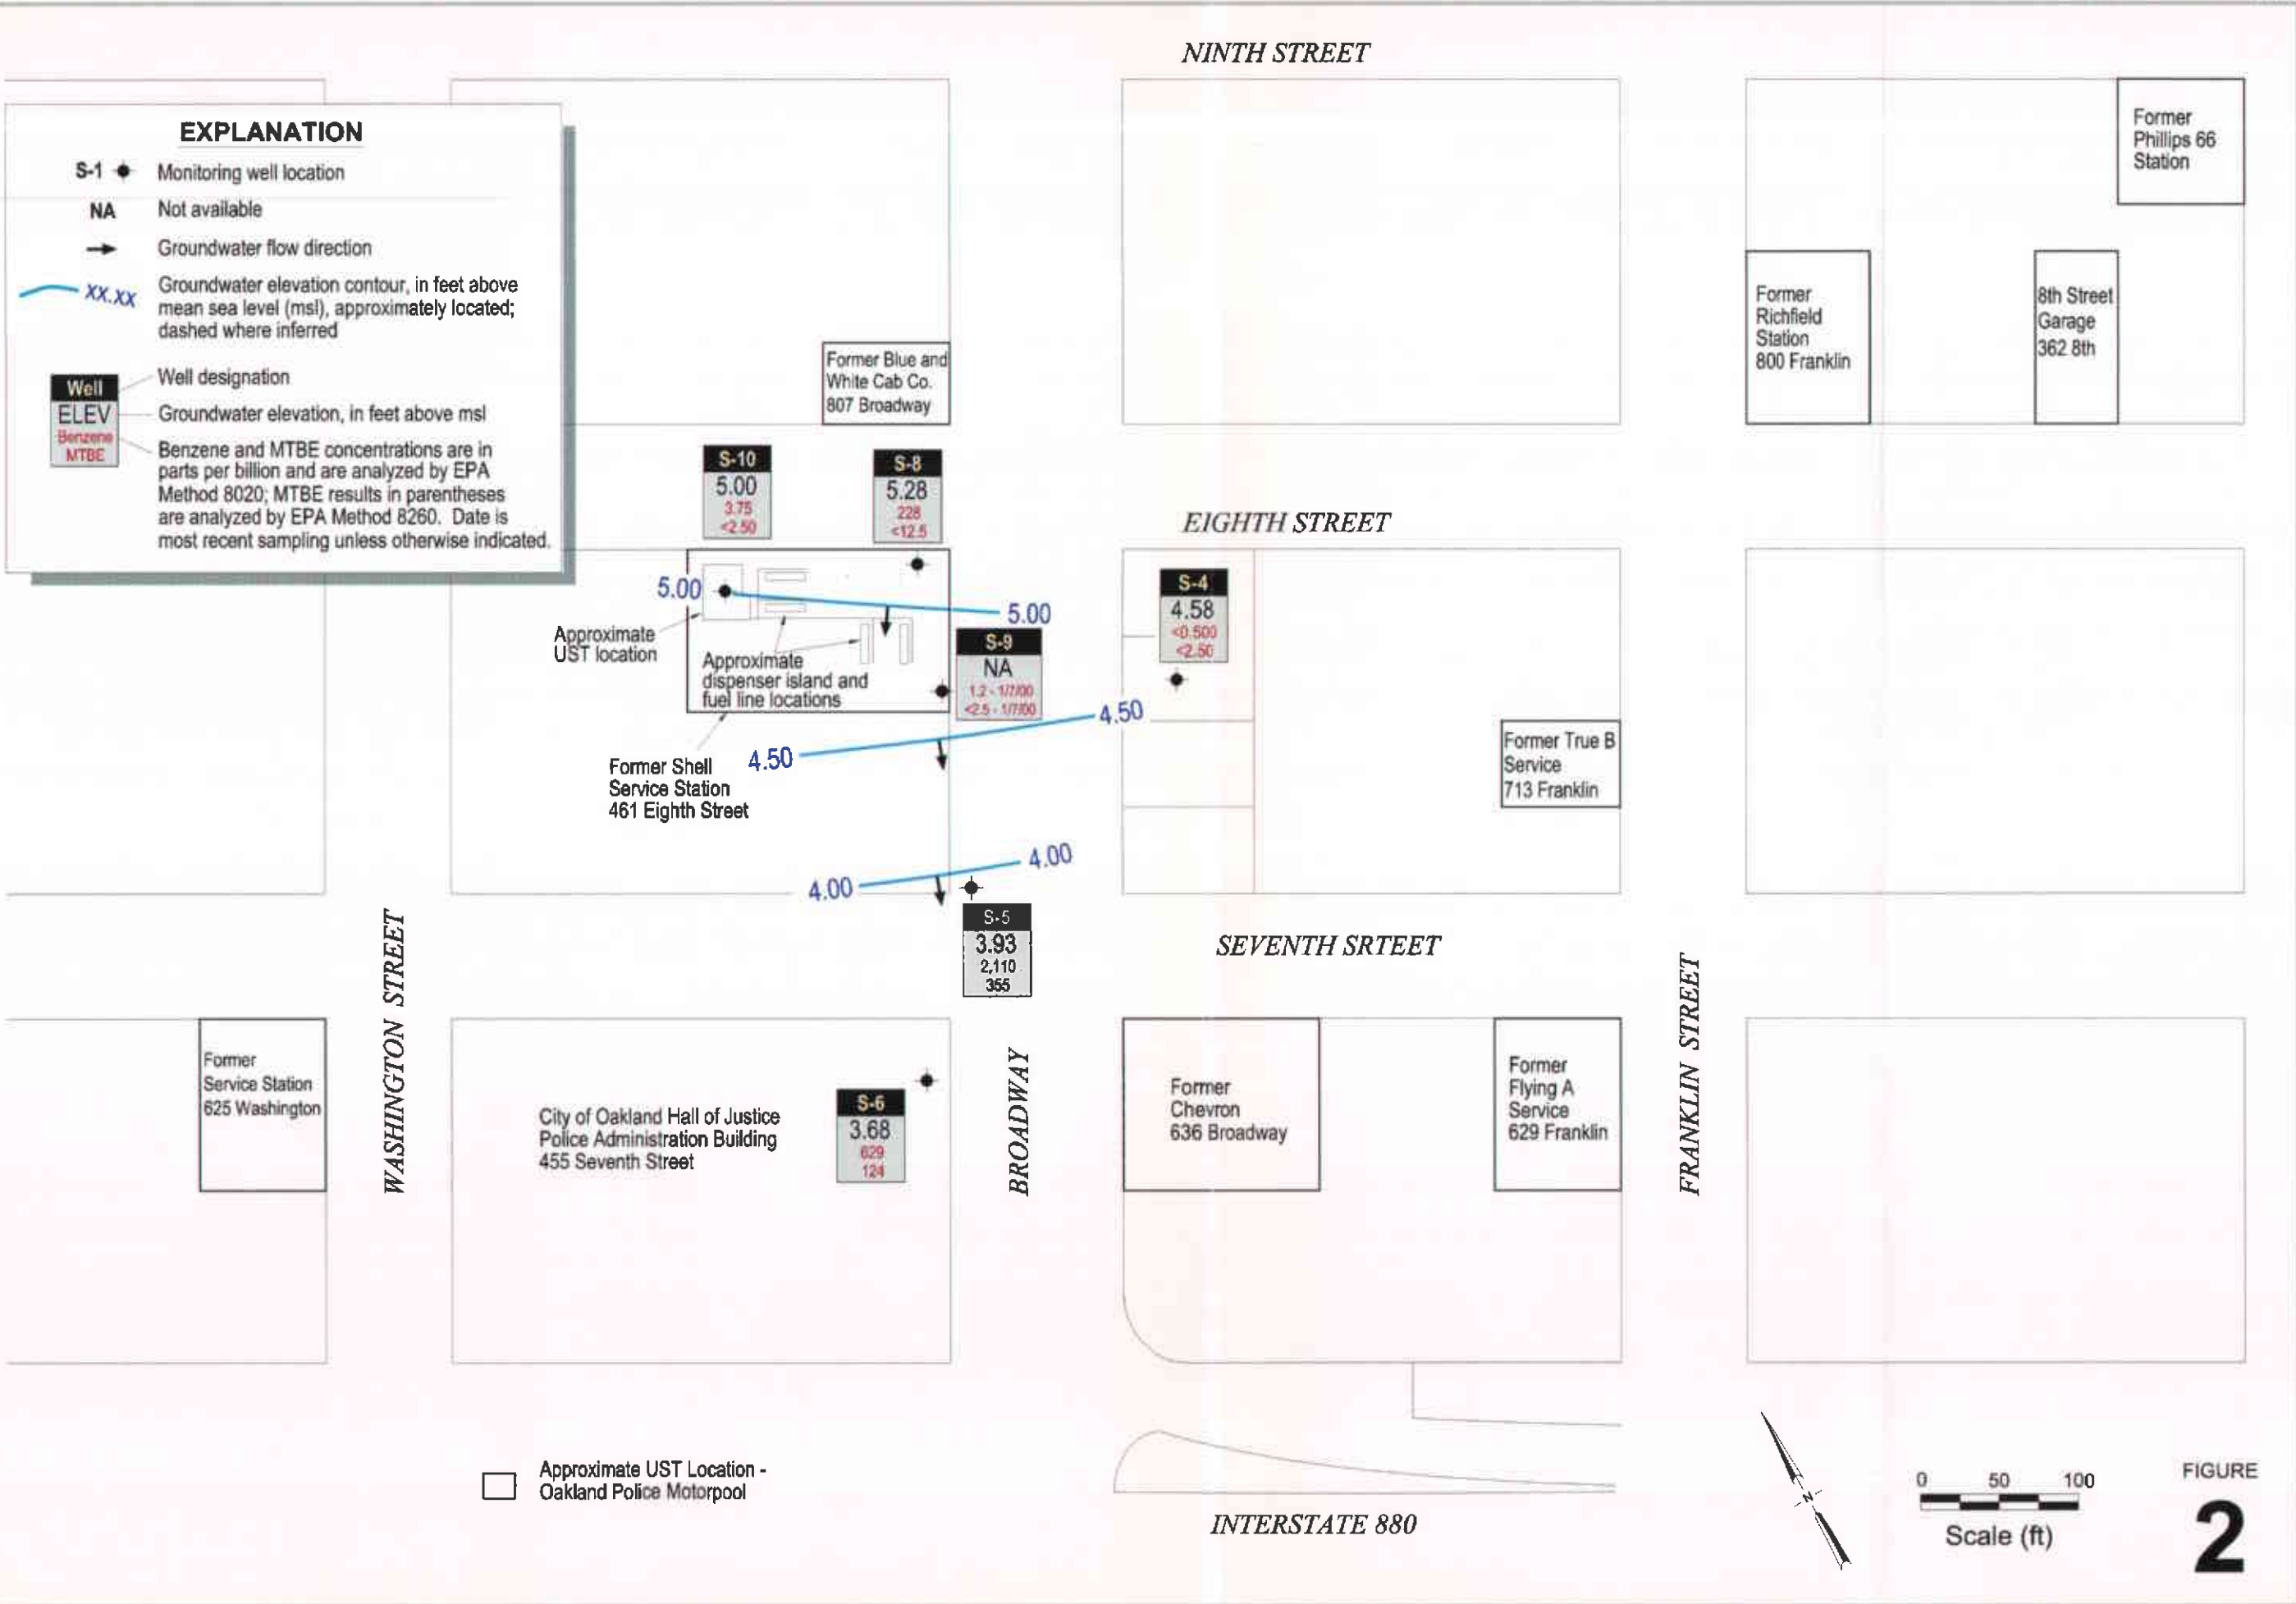 NINTH STREET
EXPLANATION
S-1 Monitoring well location
NA Not available
Groundwater flow direction
XX.XX Groundwater elevation contour, in feet above
mean sea level (msl), approximately located;
dashed where inferred
Well
ELEV
Benzene
MTBE
Well designation
Groundwater elevation, in feet above msl
Benzene and MTBE concentrations are in
parts per billion and are analyzed by EPA
Method 8020; MTBE results in parentheses
are analyzed by EPA Method 8260. Date is
most recent sampling unless otherwise indicated.
Former
Phillips 66
Station
Former
Richfield
Station
800 Franklin
8th Street
Garage
362 8th
Former Blue and
White Cab Co.
807 Broadway
S-10
5.00
3.75
<2.50
S-8
5.28
228
<12.5
EIGHTH STREET
5.00
5.00
S-4
4.58
<0.500
<2.50
Approximate
UST location
Approximate
dispenser island and
fuel line locations
S-9
NA
1.2 - 1/7/00
<2.5 - 1/7/00
4.50
4.50
Former Shell
Service Station
461 Eighth Street
Former True B
Service
713 Franklin
4.00
4.00
S-5
3.93
2,110
355
SEVENTH SRTEET
WASHINGTON STREET
BROADWAY
FRANKLIN STREET
Former
Service Station
625 Washington
City of Oakland Hall of Justice
Police Administration Building
455 Seventh Street
S-6
3.68
629
124
Former
Chevron
636 Broadway
Former
Flying A
Service
629 Franklin
Approximate UST Location -
Oakland Police Motorpool
INTERSTATE 880
N
0 50 100
Scale (ft)
FIGURE
2